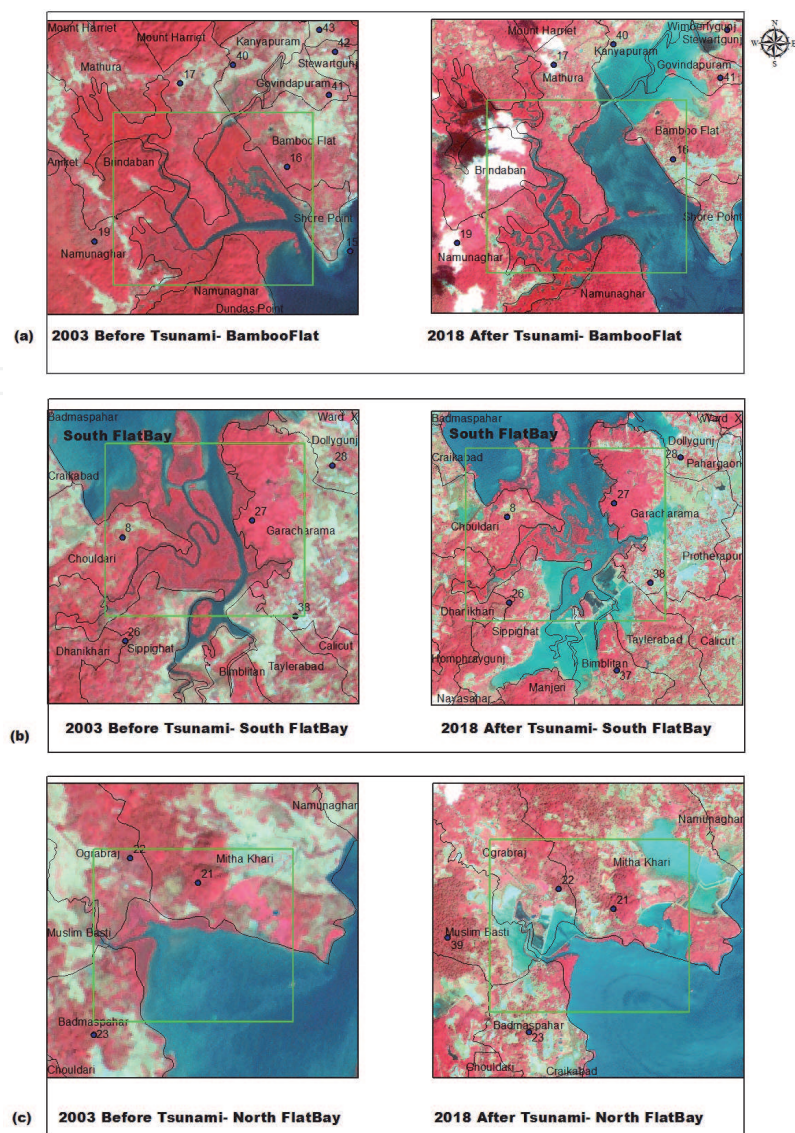 Mount Harriet
Mount Harriet
Kanyapuram
43
42
Stewartgunj
40
Mathura
17
Govindapuram
41
Bamboo Flat
16
Brindaban
Shore Point
19
Namunaghar
15
Namunaghar
Dundas Point
(a) 2003 Before Tsunami- BambooFlat
Wimberlygunj
Stewartgunj
40
Kanyapuram
Mount Harriet
17
Mathura
Govindapuram
41
Bamboo Flat
16
Brindaban
Shore Point
19
Namunaghar
Namunaghar
2018 After Tsunami- BambooFlat
N
W E
S
Badmaspahar
Ward X
South FlatBay
Dollygunj
28
Craikabad
27
Garacharama
8
Chouldari
38
26
Dhanikhari
Sippighat
Calicut
Taylerabad
Bimblitan
(b) 2003 Before Tsunami- South FlatBay
Badmaspahar
Ward X
South FlatBay
Dollygunj
28
Pahargaon
Craikabad
27
8
Garacharama
Chouldari
Protherapur
38
26
Dhanikhari
Sippighat
Taylerabad
Calicut
Homphraygunj
Bimblitan
37
Manjeri
Nayasahar
2018 After Tsunami- South FlatBay
Namunaghar
22
Ograbraj
Mitha Khari
21
Muslim Basti
Badmaspahar
23
Chouldari
(c) 2003 Before Tsunami- North FlatBay
Namunaghar
Ograbraj
Mitha Khari
22
21
Muslim Basti
39
Badmaspahar
23
Chouldari
Craikabad
2018 After Tsunami- North FlatBay